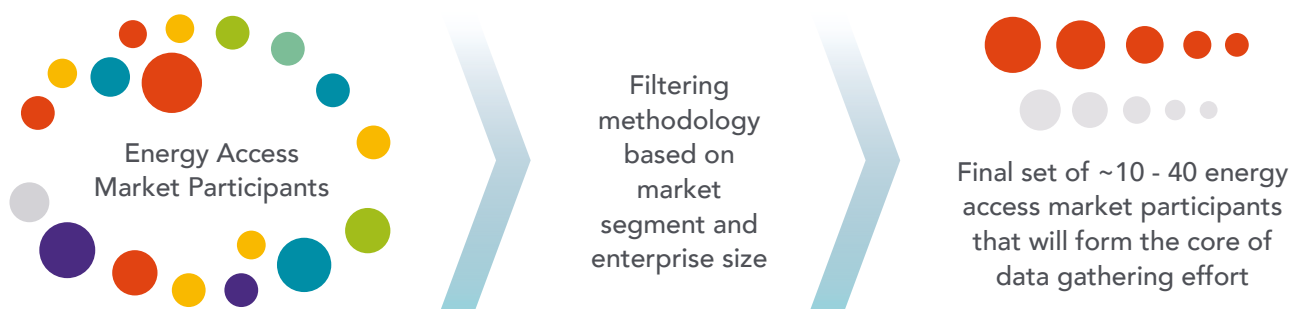 Energy Access
Market Participants
Filtering
methodology
based on
market
segment and
enterprise size
Final set of ~10 - 40 energy
access market participants
that will form the core of
data gathering effort